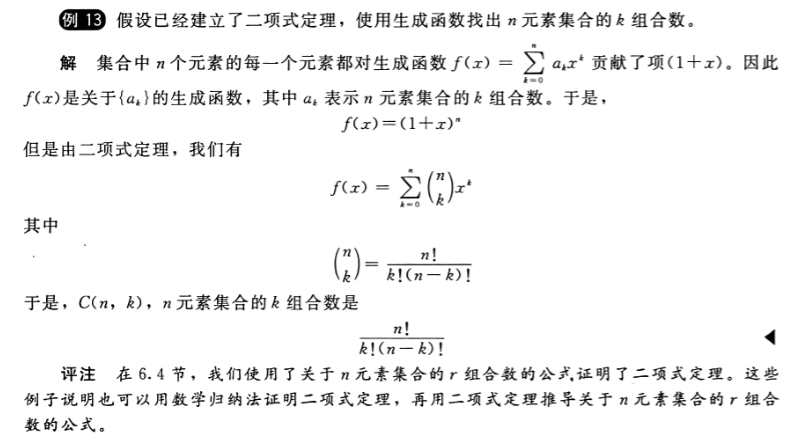 例 13 假设已经建立了二项式定理，使用生成函数找出 n 元素集合的 k 组合数。
解 集合中 n 个元素的每一个元素都对生成函数 f(x) = \sum_{k=0}^{n} a_k x^k 贡献了项(1+x)。因此
f(x)是关于{a_k}的生成函数，其中 a_k 表示 n 元素集合的 k 组合数。于是，
f(x)=(1+x)^n
但是由二项式定理，我们有
f(x) = \sum_{k=0}^{n} \binom{n}{k} x^k
其中
\binom{n}{k} = \frac{n!}{k!(n-k)!}
于是，C(n, k)，n 元素集合的 k 组合数是
\frac{n!}{k!(n-k)!} ◀
评注 在 6.4 节，我们使用了关于 n 元素集合的 r 组合数的公式证明了二项式定理。这些
例子说明也可以用数学归纳法证明二项式定理，再用二项式定理推导关于 n 元素集合的 r 组合
数的公式。